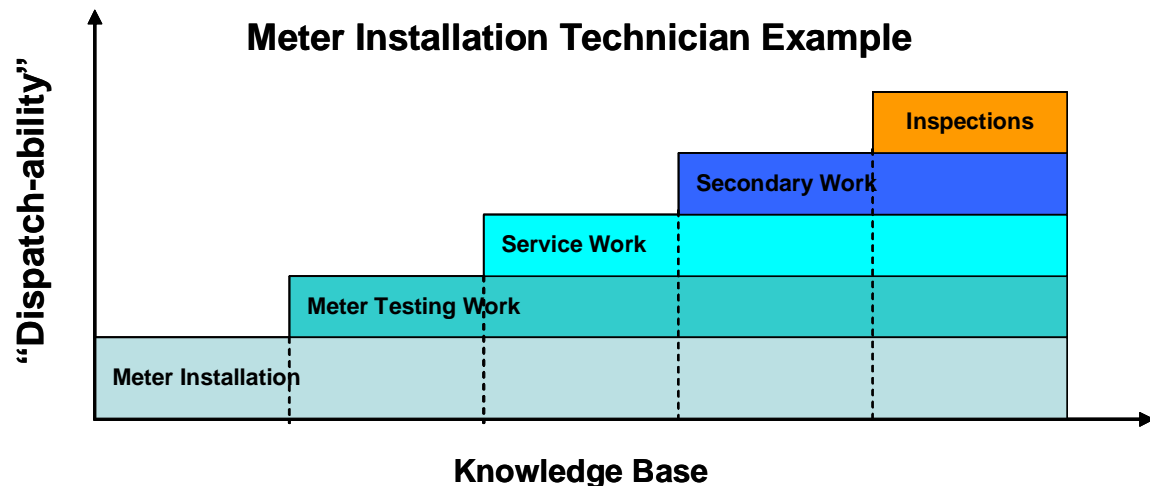 Meter Installation Technician Example
“Dispatch-ability”
Inspections
Secondary Work
Service Work
Meter Testing Work
Meter Installation
Knowledge Base